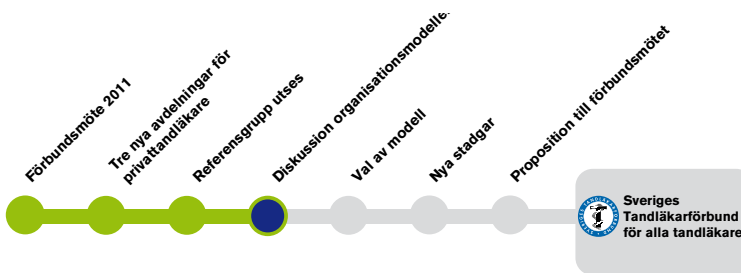 Förbundsmöte 2011
Tre nya avdelningar för
privattandläkare
Referensgrupp utses
Diskussion organisationsmodeller
Val av modell
Nya stadgar
Proposition till förbundsmötet
Sveriges
Tandläkarförbund
för alla tandläkare